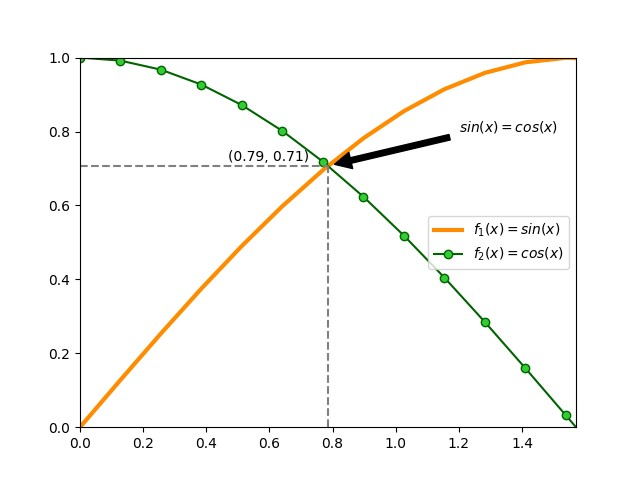 1.0
0.8
0.6
0.4
0.2
0.0
sin(x) = cos(x)
(0.79, 0.71)
f₁(x) = sin(x)
f₂(x) = cos(x)
0.0 0.2 0.4 0.6 0.8 1.0 1.2 1.4